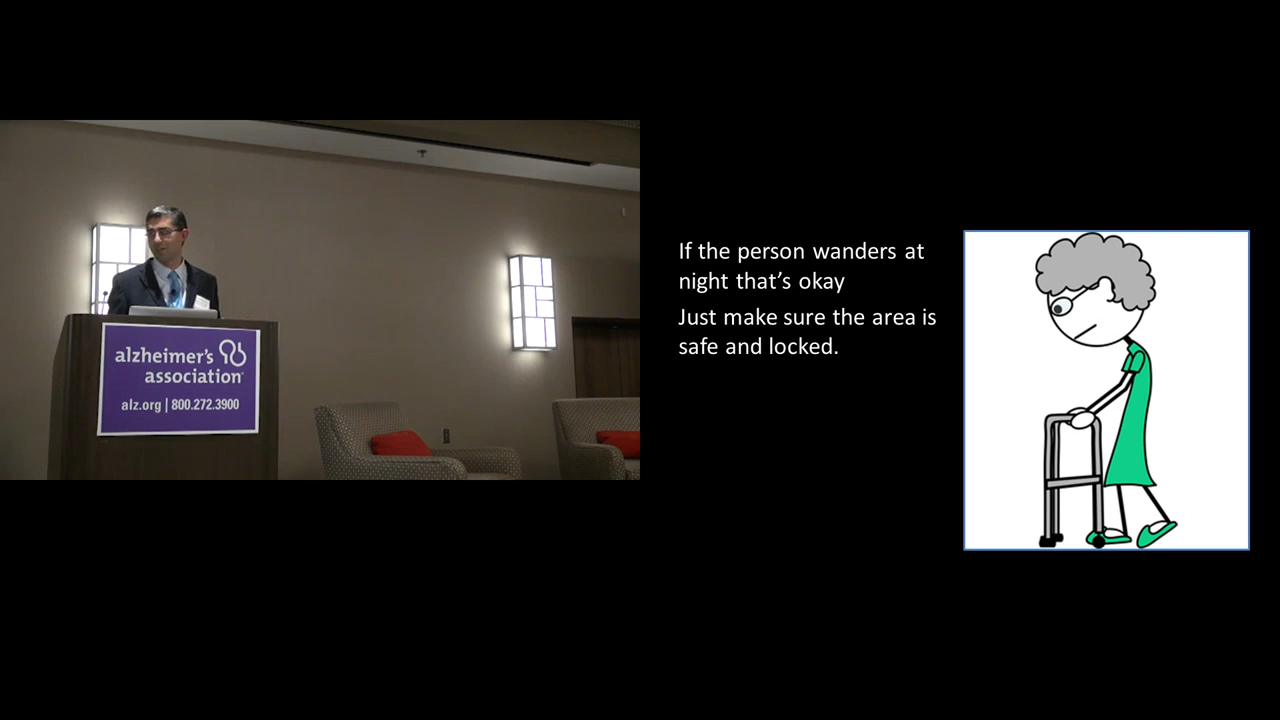 alzheimer's
association
alz.org | 800.272.3900
If the person wanders at
night that’s okay
Just make sure the area is
safe and locked.